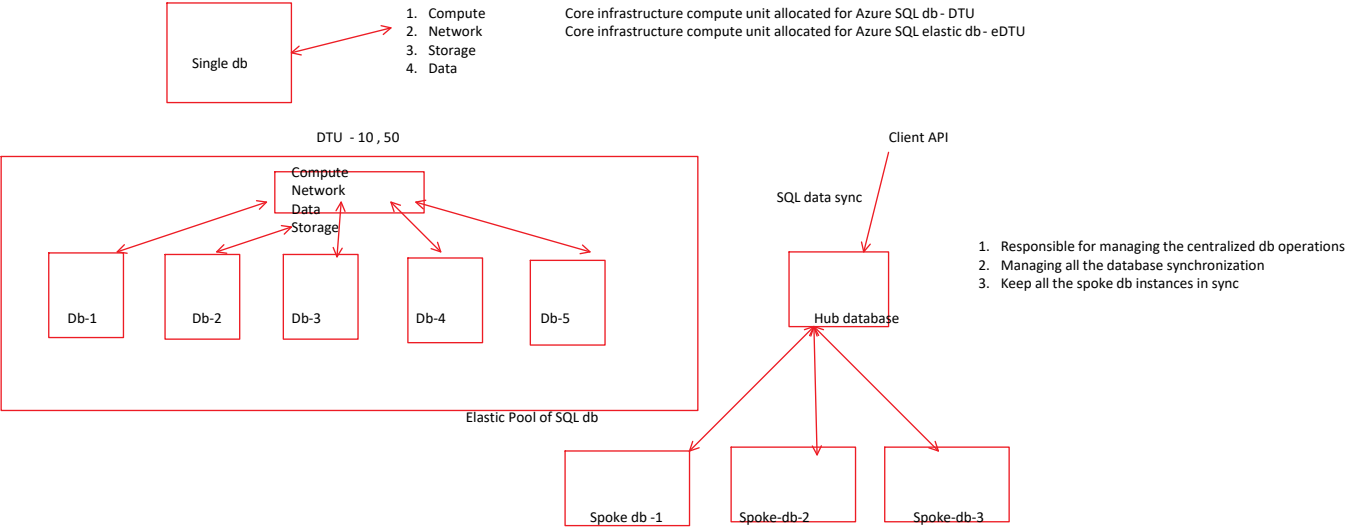 1. Compute
2. Network
3. Storage
4. Data
Core infrastructure compute unit allocated for Azure SQL db - DTU
Core infrastructure compute unit allocated for Azure SQL elastic db - eDTU
Single db
DTU - 10 , 50
Compute
Network
Data
Storage
Db-1
Db-2
Db-3
Db-4
Db-5
Elastic Pool of SQL db
Client API
SQL data sync
Hub database
1. Responsible for managing the centralized db operations
2. Managing all the database synchronization
3. Keep all the spoke db instances in sync
Spoke db -1
Spoke-db-2
Spoke-db-3